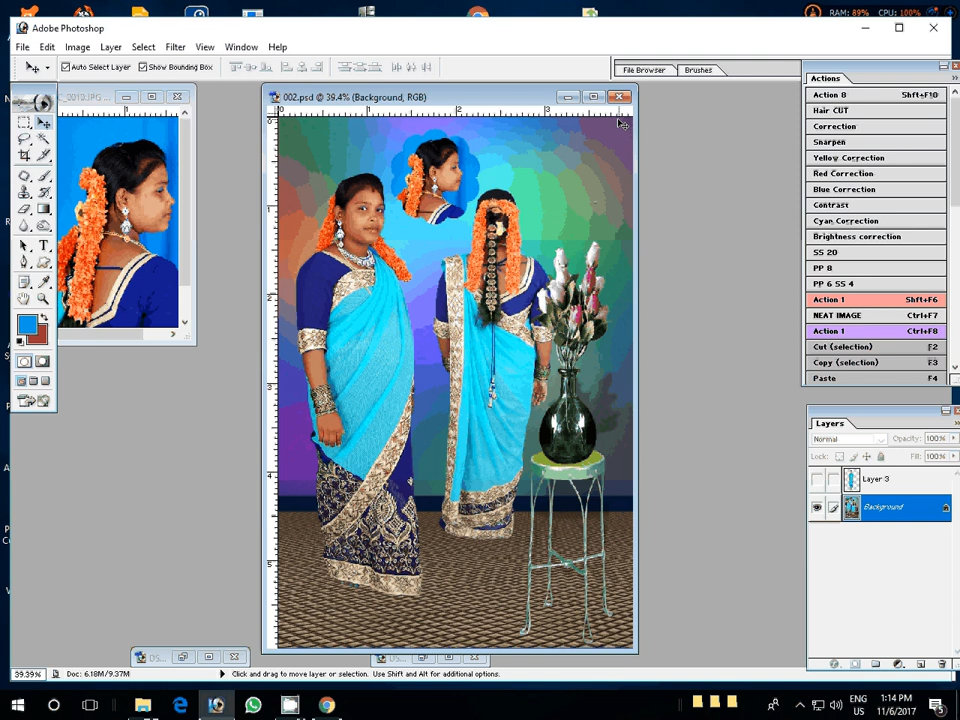 RAM: 89% CPU: 100%
Adobe Photoshop
File Edit Image Layer Select Filter View Window Help
Auto Select Layer Show Bounding Box
File Browser Brushes
002.psd @ 39.4% (Background, RGB)
Actions
Action 8 Shft+F10
Hair CUT
Correction
Snarpen
Yellow Correction
Red Correction
Blue Correction
Contrast
Cyan Correction
Brightness correction
SS 20
PP 8
PP 6 SS 4
Action 1 Shft+F6
NEAT IMAGE Ctrl+F7
Action 1 Ctrl+F8
Cut (selection) F2
Copy (selection) F3
Paste F4
Layers
Normal Opacity: 100%
Lock: Fill: 100%
Layer 3
Background
39.39% Doc: 6.18M/9.37M Click and drag to move layer or selection. Use Shift and Alt for additional options.
ENG
US
1:14 PM
11/6/2017